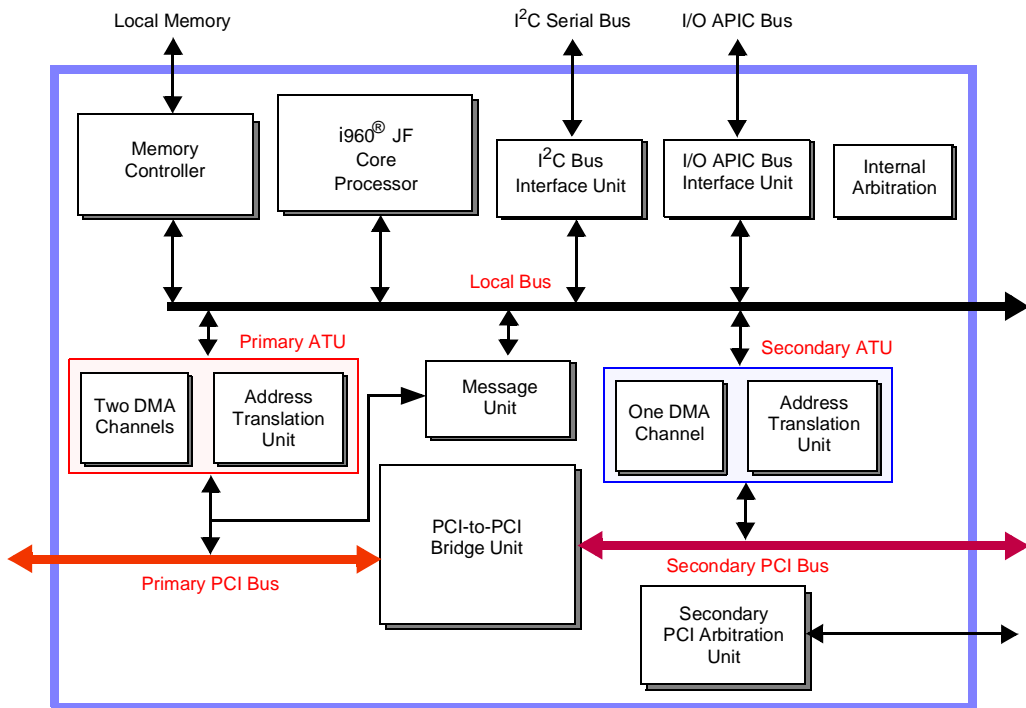 Local Memory
I²C Serial Bus
I/O APIC Bus
Memory
Controller
i960® JF
Core
Processor
I²C Bus
Interface Unit
I/O APIC Bus
Interface Unit
Internal
Arbitration
Local Bus
Primary ATU
Secondary ATU
Two DMA
Channels
Address
Translation
Unit
Message
Unit
One DMA
Channel
Address
Translation
Unit
PCI-to-PCI
Bridge Unit
Primary PCI Bus
Secondary PCI Bus
Secondary
PCI Arbitration
Unit